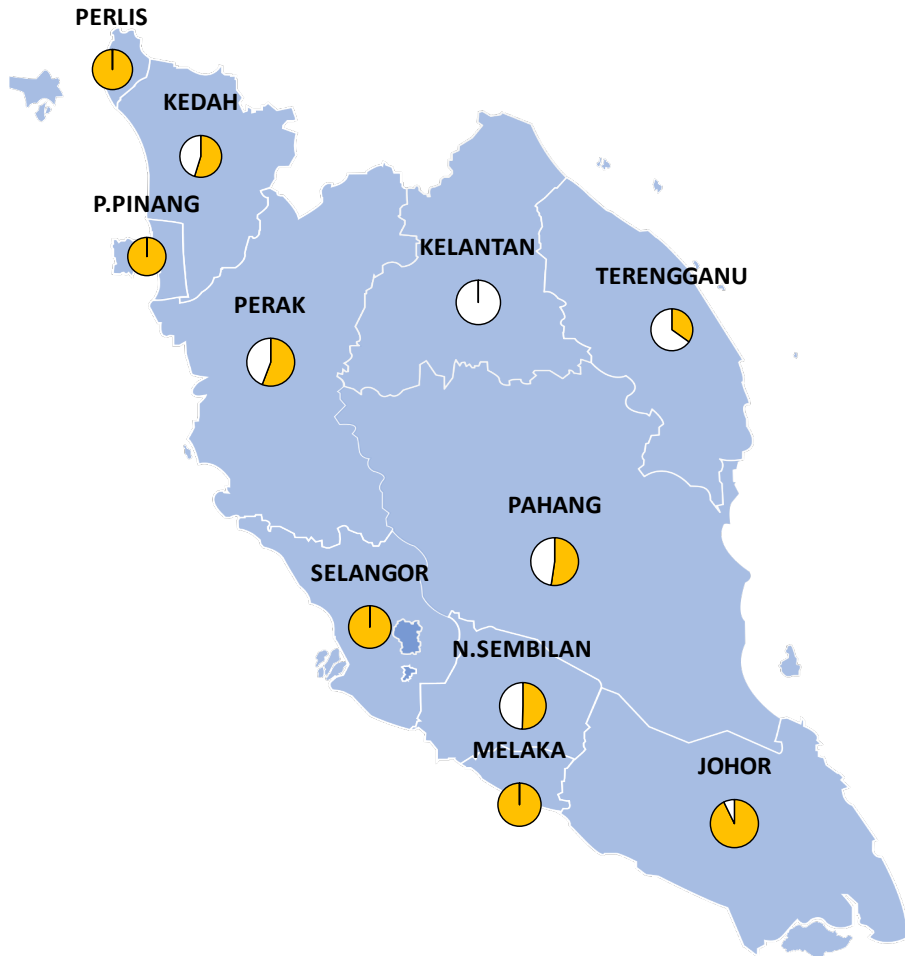 PERLIS
KEDAH
P.PINANG
KELANTAN
TERENGGANU
PERAK
PAHANG
SELANGOR
N.SEMBILAN
MELAKA
JOHOR